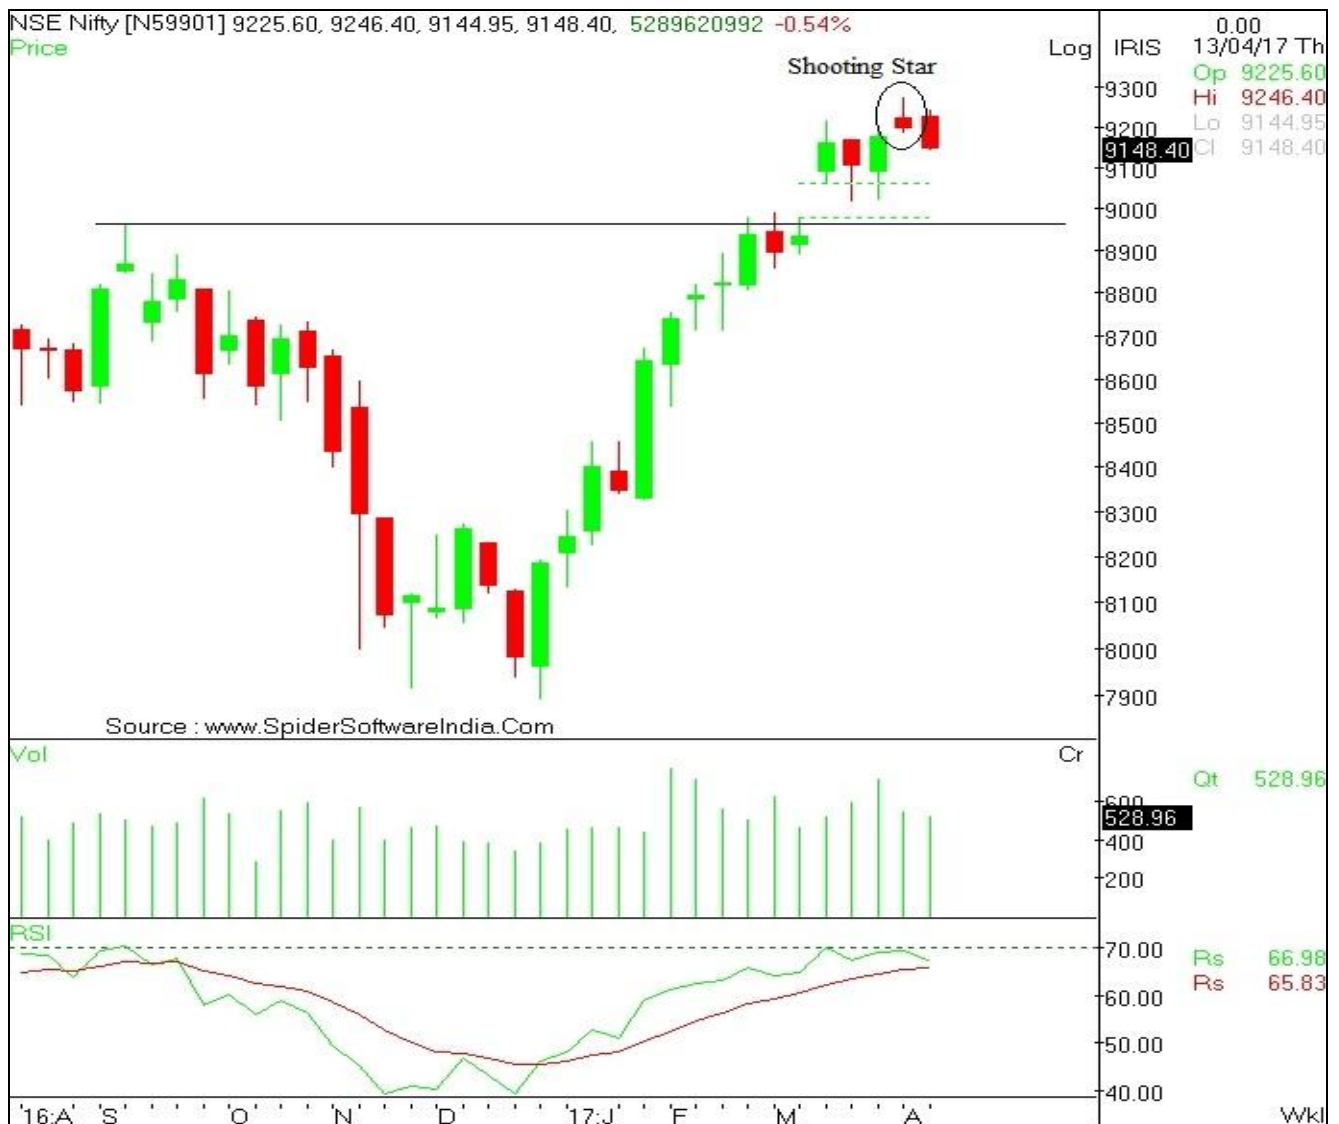 NSE Nifty [N59901] 9225.60, 9246.40, 9144.95, 9148.40, 5289620992 -0.54%
0.00
Price
Log
IRIS
13/04/17 Th
Shooting Star
Op 9225.60
Hi 9246.40
Lo 9144.95
Cl 9148.40
9300
9200
9148.40
9100
9000
8900
8800
8700
8600
8500
8400
8300
8200
8100
8000
7900
Source : www.SpiderSoftwareIndia.Com
Vol
Cr
Qt 528.96
600
528.96
400
200
RSI
70.00
60.00
50.00
40.00
Rs 66.98
Rs 65.83
'16:A S O N D '17:J F M A
Wkl